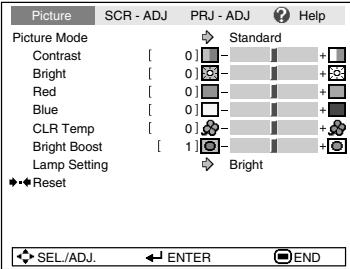 Picture SCR - ADJ PRJ - ADJ ? Help
Picture Mode Standard
Contrast [ 0 ] - +
Bright [ 0 ] - +
Red [ 0 ] - +
Blue [ 0 ] - +
CLR Temp [ 0 ] - +
Bright Boost [ 1 ] - +
Lamp Setting Bright
Reset
SEL./ADJ. ENTER END